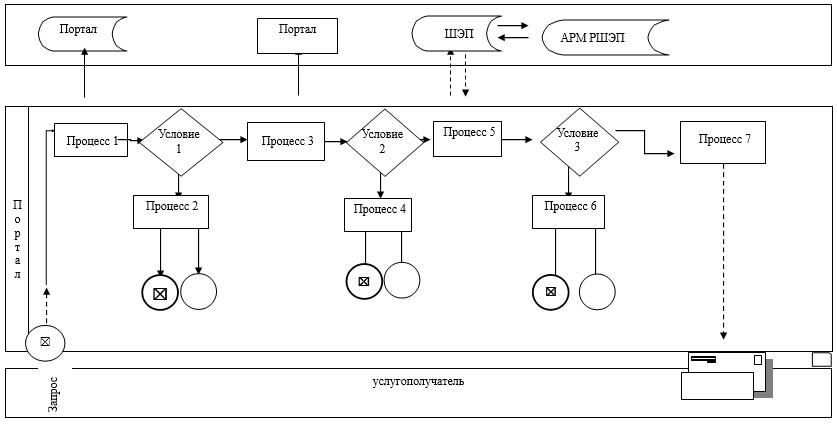 Портал
Портал
ШЭП
АРМ РШЭП
Процесс 1
Условие
1
Процесс 3
Условие
2
Процесс 5
Условие
3
Процесс 7
Процесс 2
Процесс 4
Процесс 6
Портал
Запрос
услугополучатель